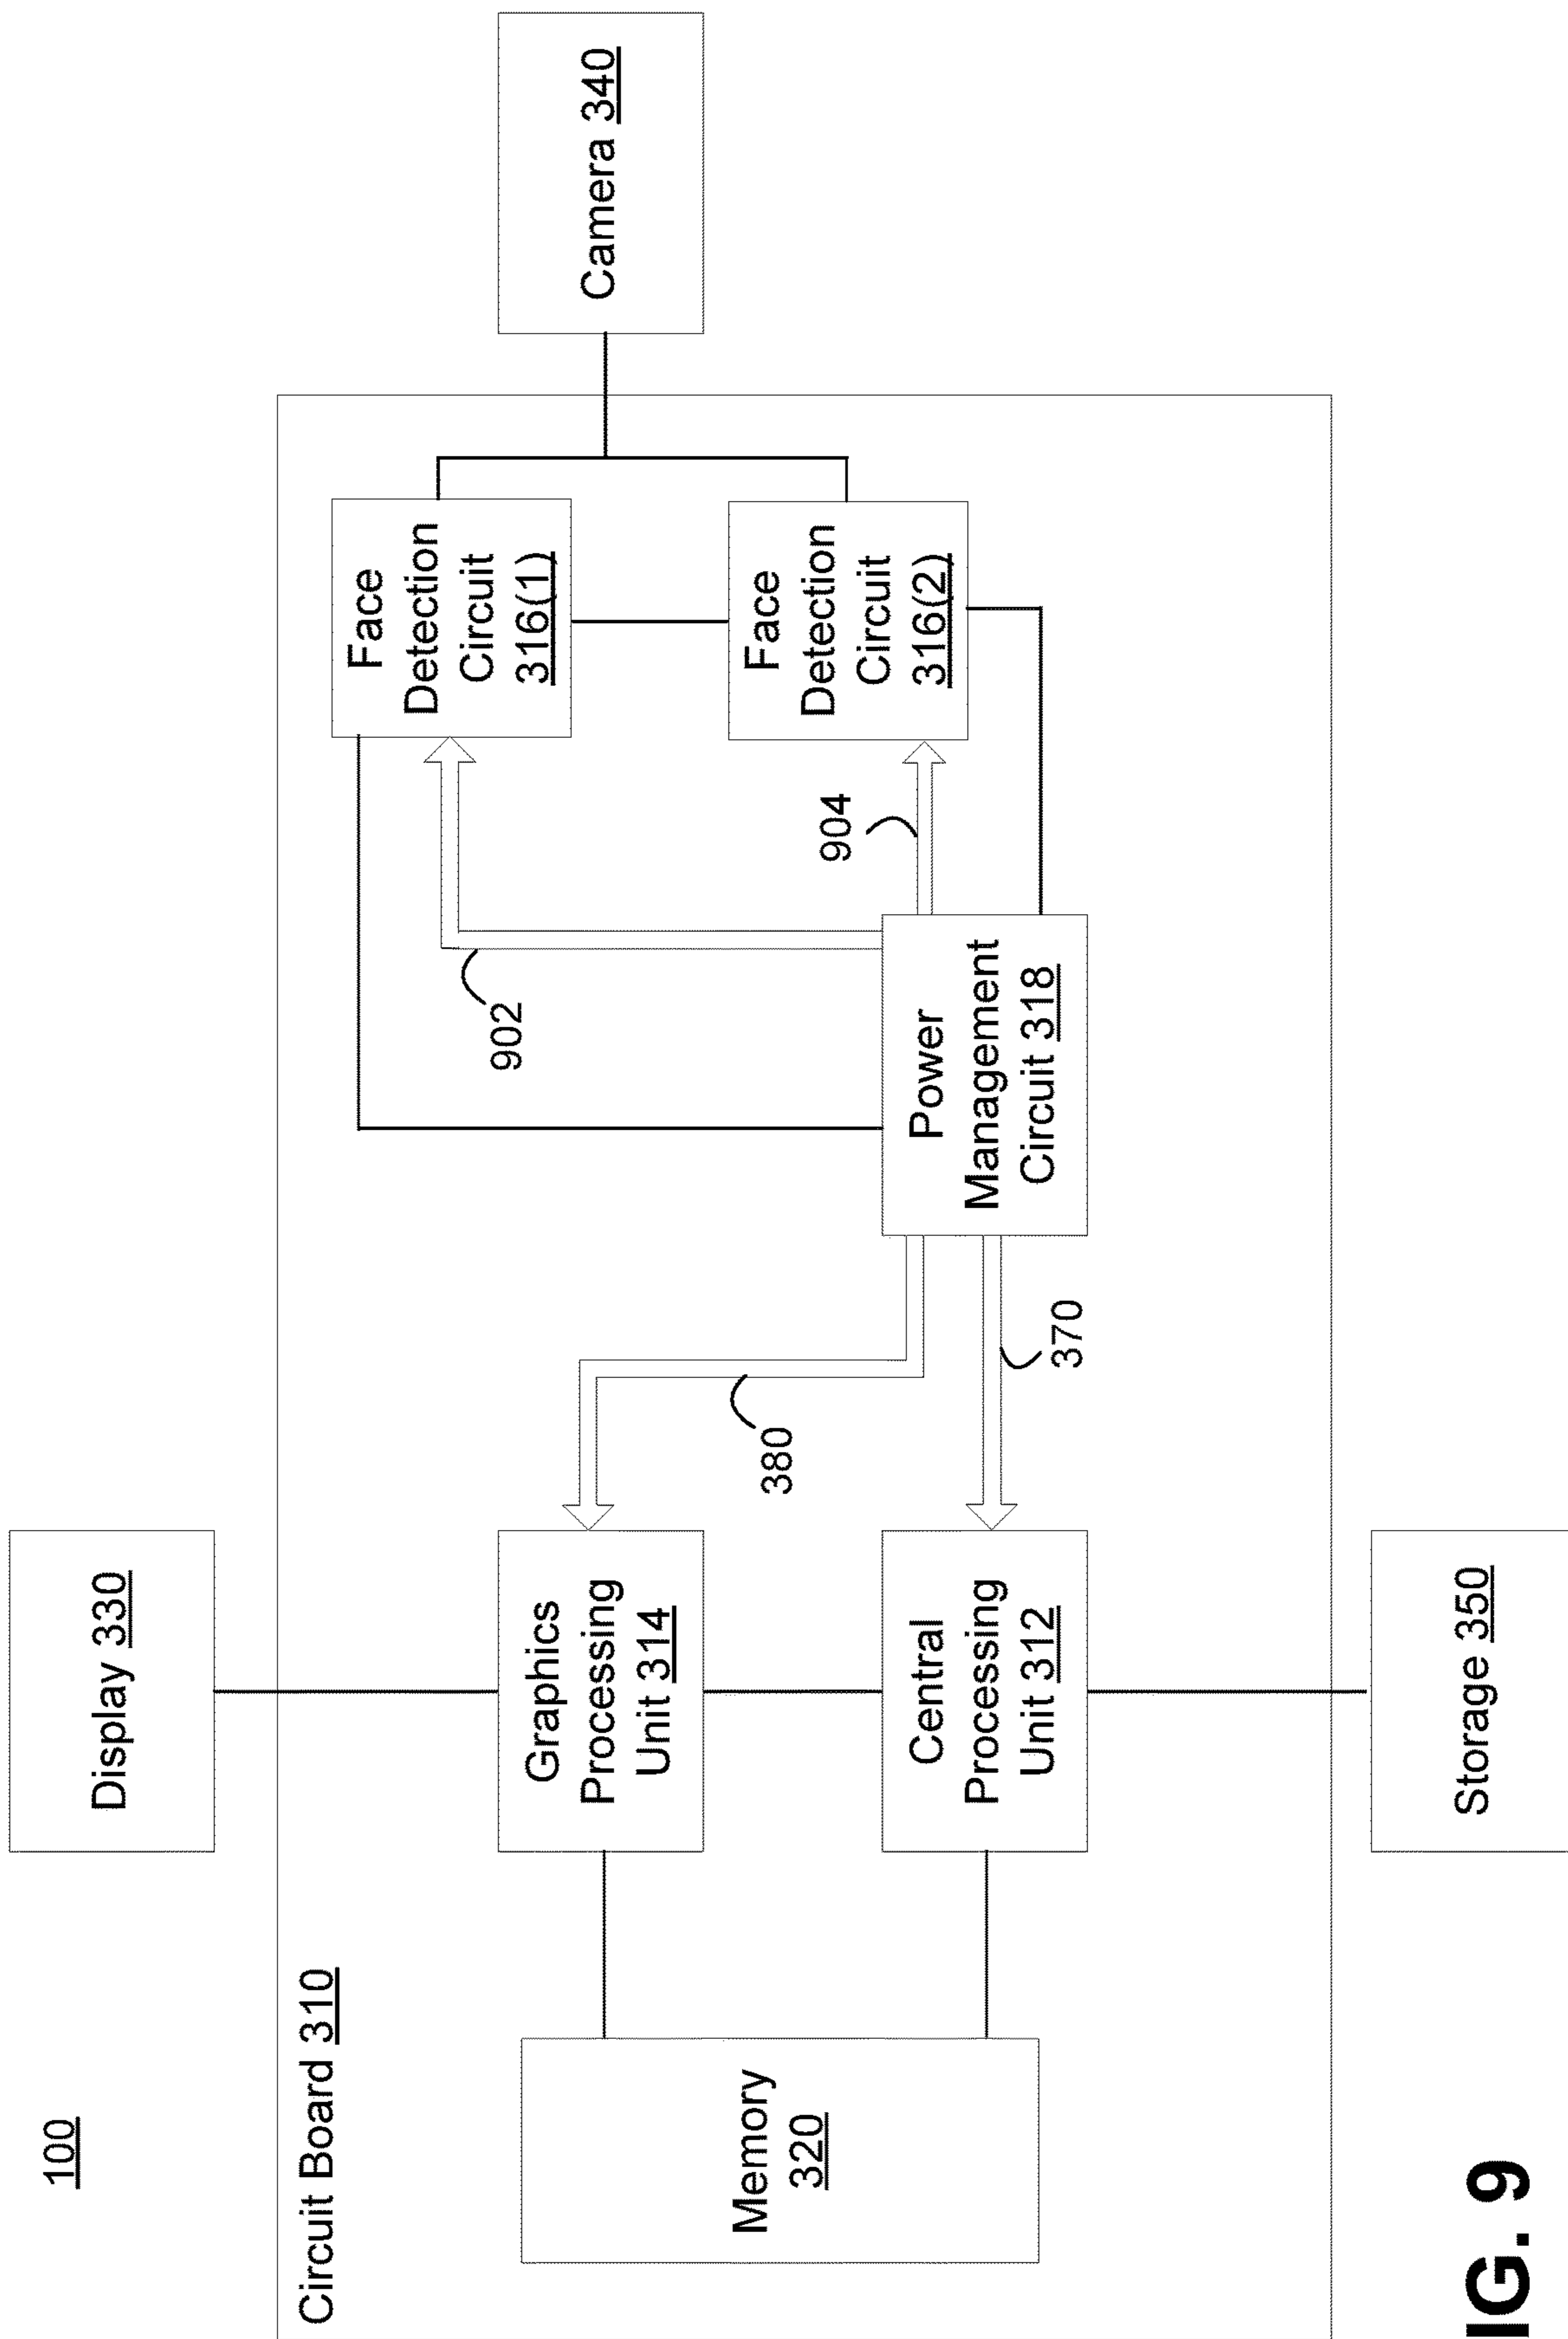 100
Display 330
Circuit Board 310
Graphics
Processing
Unit 314
Face
Detection
Circuit
316(1)
Camera 340
902
380
Memory
320
Central
Processing
Unit 312
370
Power
Management
Circuit 318
904
Face
Detection
Circuit
316(2)
Storage 350
IG. 9